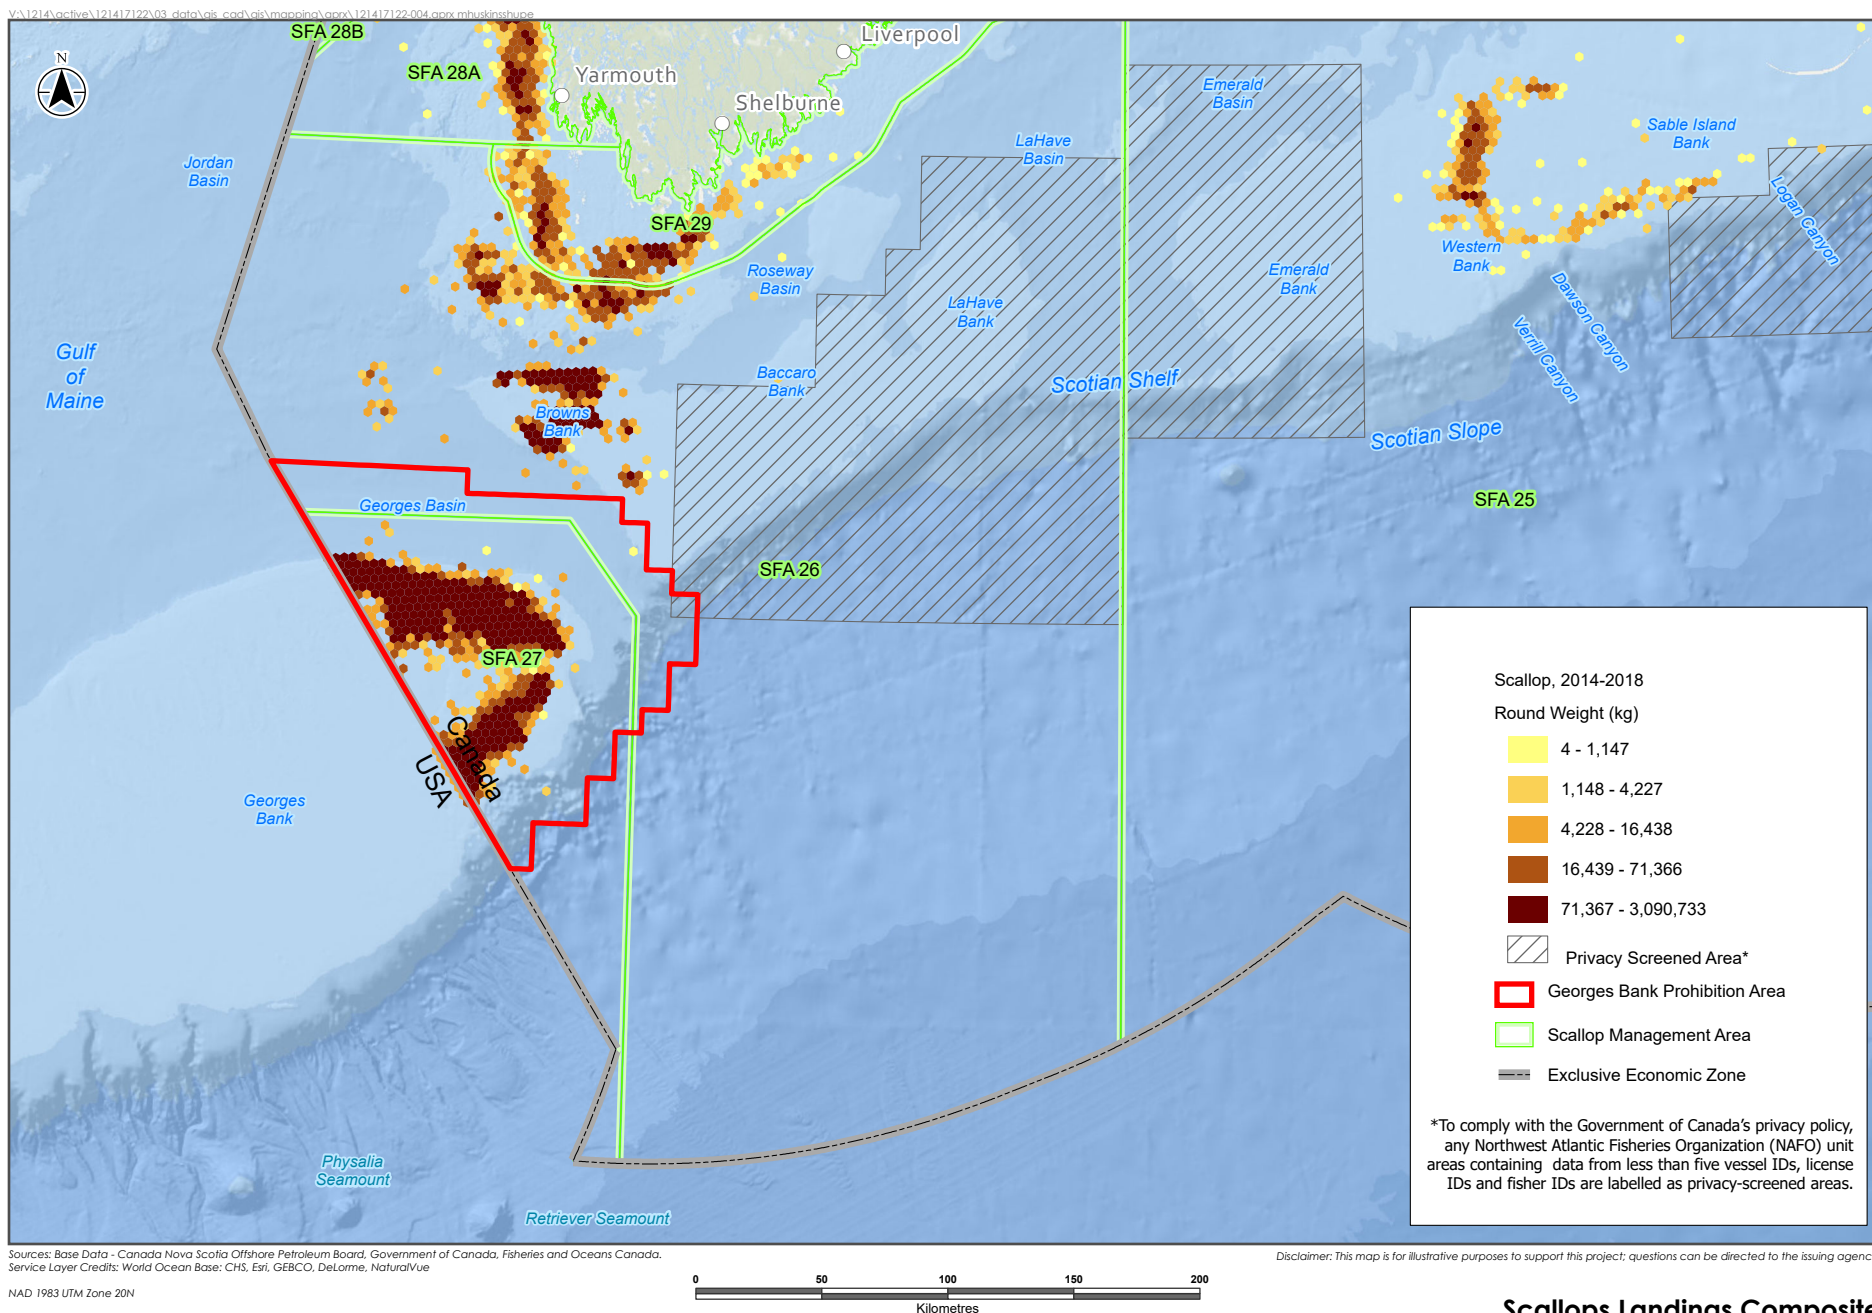 V:\1214\active\121417122\03_data\gis_cad\gis\mapping\aprx\121417122-004.aprx mhuskinsshupe
SFA 28B
Liverpool
N
SFA 28A
Yarmouth
Shelburne
Emerald
Basin
Sable Island
Bank
LaHave
Basin
Jordan
Basin
Logan Canyon
SFA 29
Western
Bank
Roseway
Basin
Emerald
Bank
LaHave
Bank
Dawson Canyon
Verrill Canyon
Gulf
of
Maine
Baccaro
Bank
Scotian Shelf
Browns
Bank
Scotian Slope
SFA 25
Georges Basin
SFA 26
SFA 27
Canada
USA
Georges
Bank
Physalia
Seamount
Retriever Seamount
Scallop, 2014-2018
Round Weight (kg)
4 - 1,147
1,148 - 4,227
4,228 - 16,438
16,439 - 71,366
71,367 - 3,090,733
Privacy Screened Area*
Georges Bank Prohibition Area
Scallop Management Area
Exclusive Economic Zone
*To comply with the Government of Canada's privacy policy,
any Northwest Atlantic Fisheries Organization (NAFO) unit
areas containing data from less than five vessel IDs, license
IDs and fisher IDs are labelled as privacy-screened areas.
Sources: Base Data - Canada Nova Scotia Offshore Petroleum Board, Government of Canada, Fisheries and Oceans Canada.
Service Layer Credits: World Ocean Base: CHS, Esri, GEBCO, DeLorme, NaturalVue
Disclaimer: This map is for illustrative purposes to support this project; questions can be directed to the issuing agenc
NAD 1983 UTM Zone 20N
0 50 100 150 200
Kilometres
Scallops Landings Composite